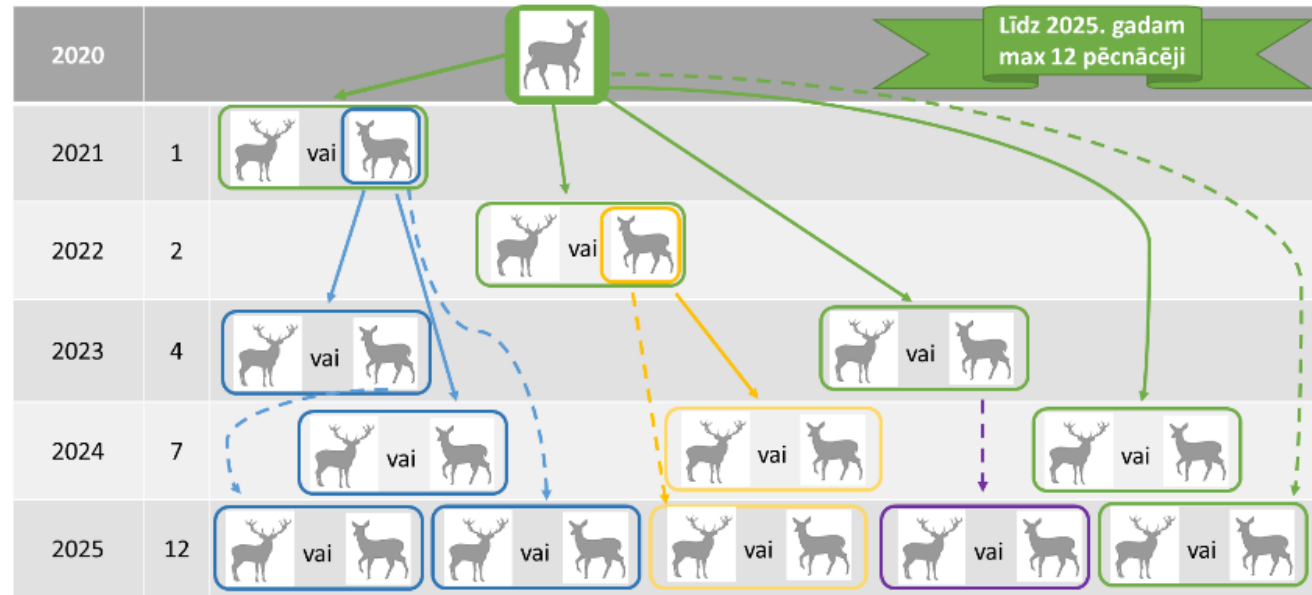 2020
Līdz 2025. gadam
max 12 pēcnācēji
2021 1 vai
2022 2 vai
2023 4 vai vai
2024 7 vai vai vai
2025 12 vai vai vai vai vai